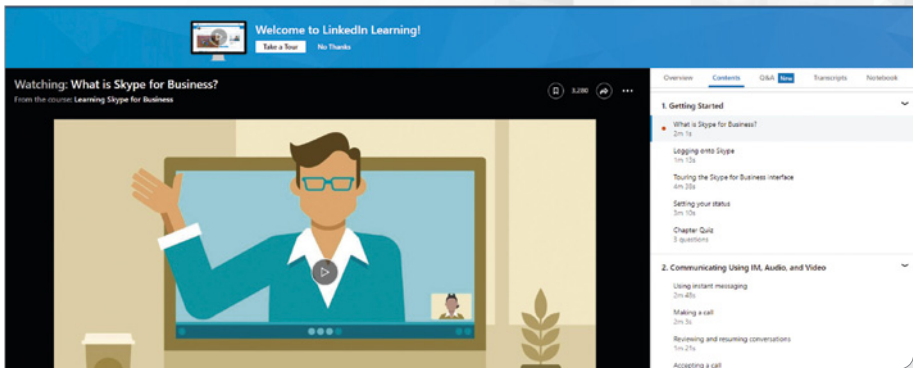 Welcome to LinkedIn Learning!
Take a Tour No Thanks
Watching: What is Skype for Business?
From the course: Learning Skype for Business
3,280
Overview Contents Q&A New Transcripts Notebook
1. Getting Started
What is Skype for Business?
2m 1s
Logging onto Skype
1m 13s
Touring the Skype for Business interface
4m 38s
Setting your status
3m 10s
Chapter Quiz
5 questions
2. Communicating Using IM, Audio, and Video
Using instant messaging
2m 48s
Making a call
2m 3s
Reviewing and resuming conversations
1m 21s
Accepting a call